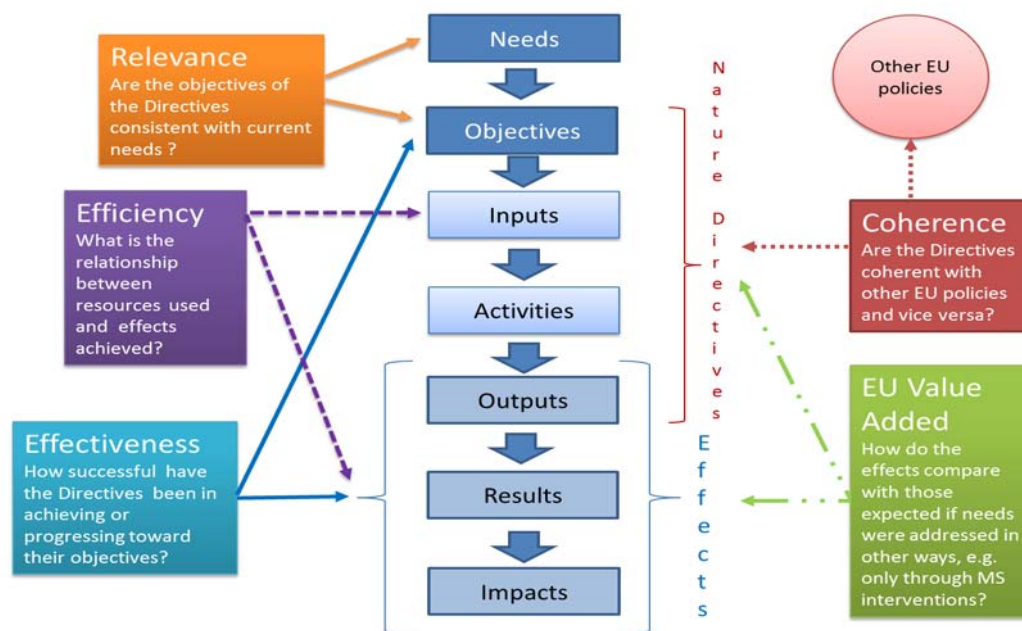 Relevance
Are the objectives of
the Directives
consistent with current
needs ?
Efficiency
What is the
relationship
between
resources used
and effects
achieved?
Effectiveness
How successful have
the Directives been in
achieving or
progressing toward
their objectives?
Needs
Objectives
Inputs
Activities
Outputs
Results
Impacts
Nature Directives
Effects
Other EU
policies
Coherence
Are the Directives
coherent with
other EU policies
and vice versa?
EU Value
Added
How do the
effects compare
with those
expected if needs
were addressed in
other ways, e.g.
only through MS
interventions?